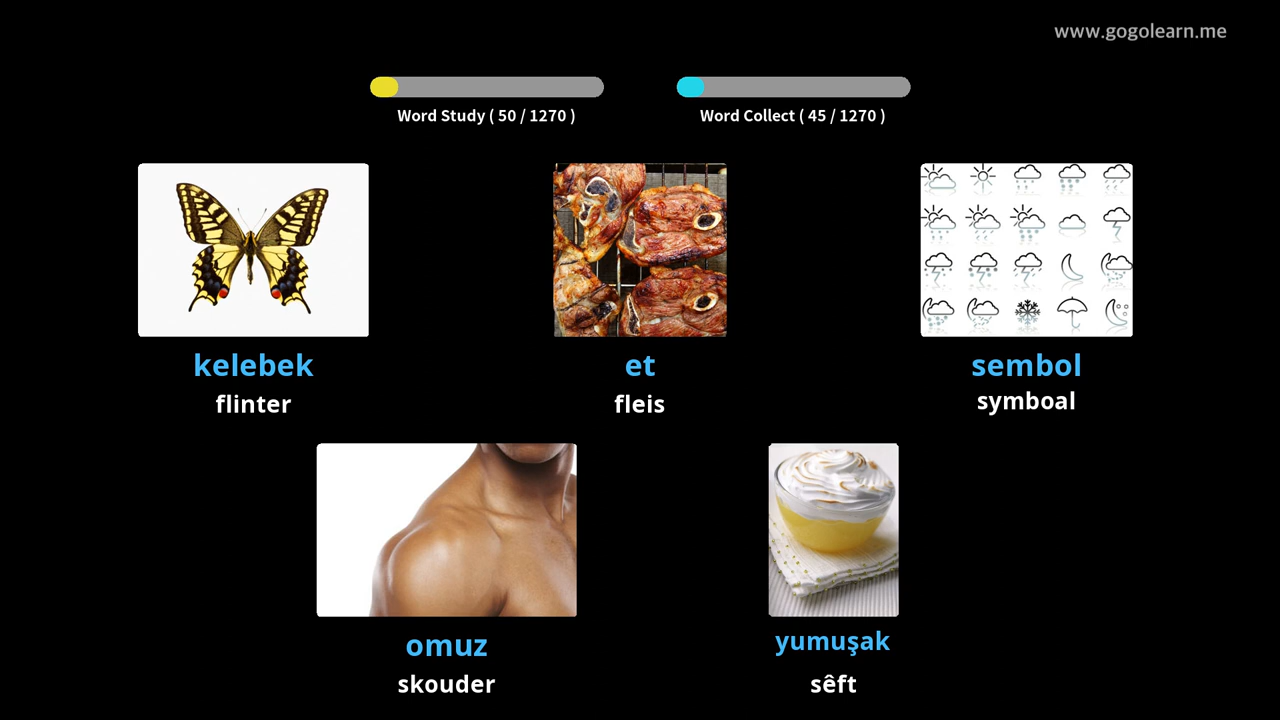 www.gogolearn.me
Word Study ( 50 / 1270 )
Word Collect ( 45 / 1270 )
kelebek
flinter
et
fleis
sembol
symboal
omuz
skouder
yumuşak
sêft